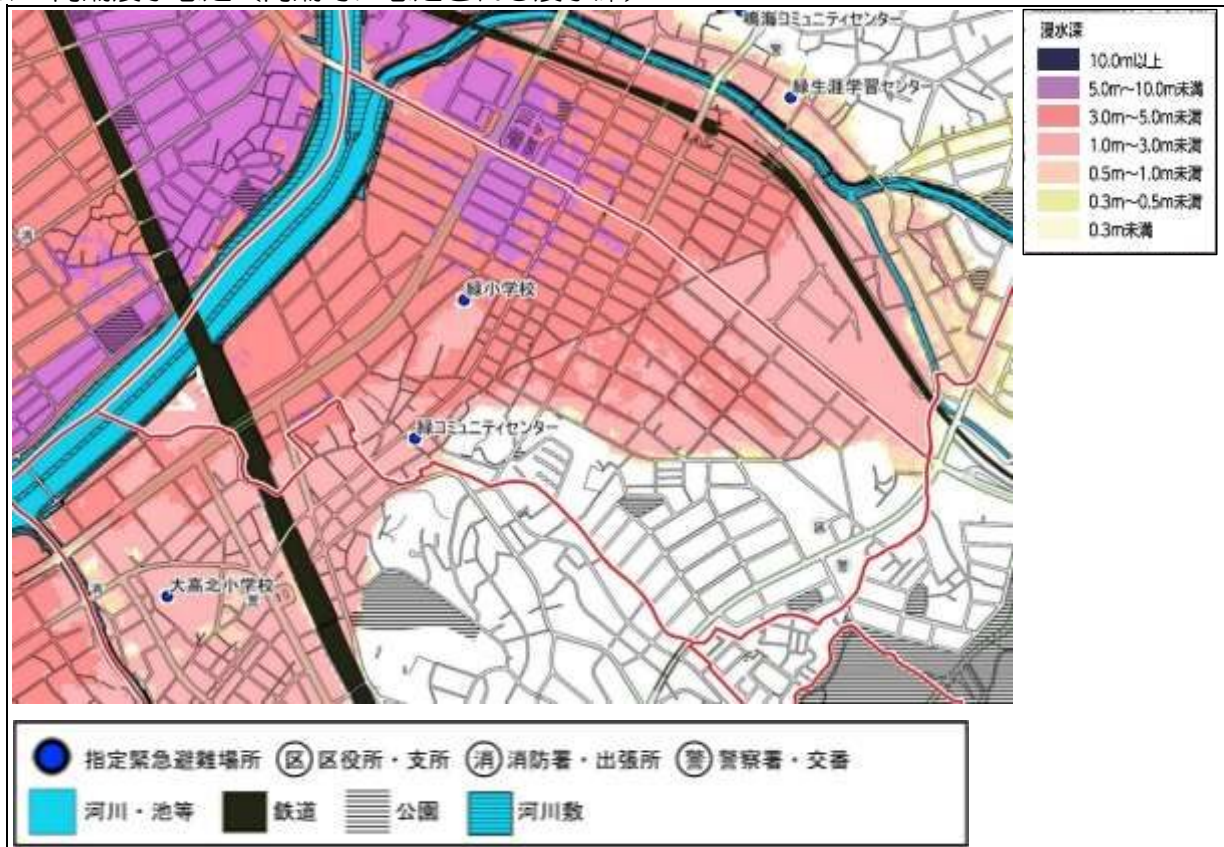 鳴海コミュニティセンター
緑生涯学習センター
緑小学校
緑コミュニティセンター
大高北小学校
浸水深
10.0m以上
5.0m～10.0m未満
3.0m～5.0m未満
1.0m～3.0m未満
0.5m～1.0m未満
0.3m～0.5m未満
0.3m未満
消
区
警
指定緊急避難場所 区 区役所・支所 消 消防署・出張所 警 警察署・交番
河川・池等 鉄道 公園 河川敷